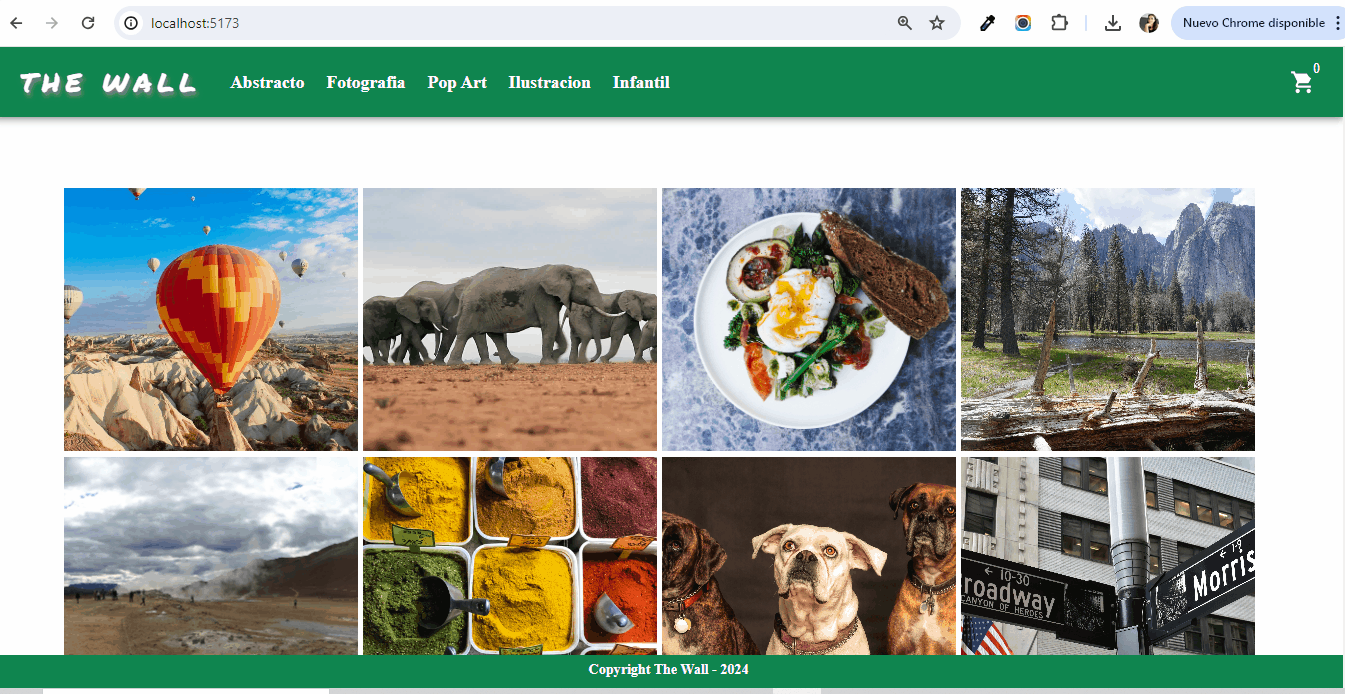 localhost:5173
Nuevo Chrome disponible
THE WALL
Abstracto
Fotografia
Pop Art
Ilustracion
Infantil
0
← 10-30
roadway
CANYON OF HEROES
← 1-9
Morris
Copyright The Wall - 2024